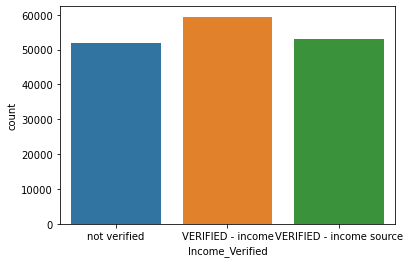 60000
50000
40000
30000
20000
10000
0
count
not verified
VERIFIED - income
VERIFIED - income source
Income_Verified